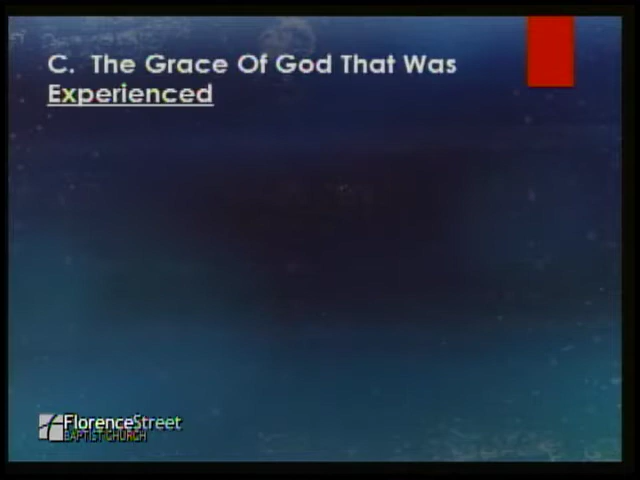 C. The Grace Of God That Was
Experienced
FlorenceStreet
BAPTIST CHURCH